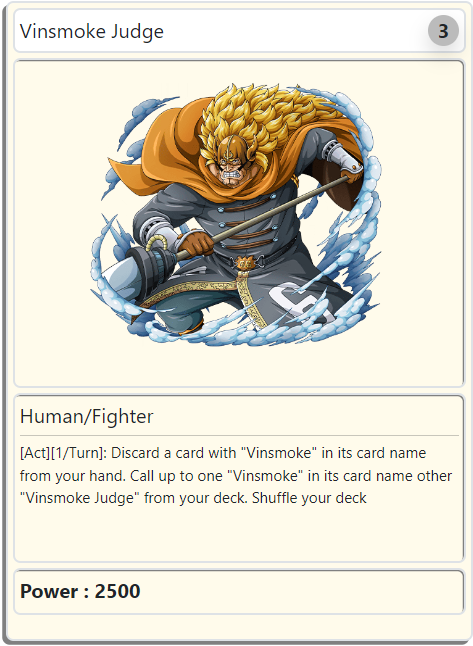 Vinsmoke Judge
3
Human/Fighter
[Act][1/Turn]: Discard a card with "Vinsmoke" in its card name
from your hand. Call up to one "Vinsmoke" in its card name other
"Vinsmoke Judge" from your deck. Shuffle your deck
Power : 2500